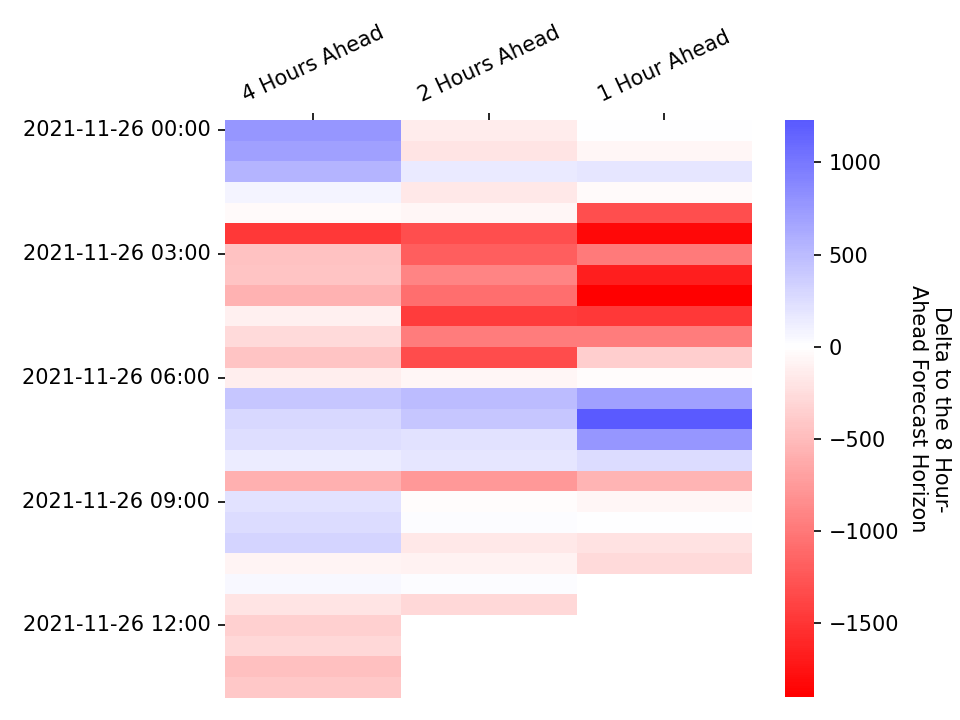 4 Hours Ahead
2 Hours Ahead
1 Hour Ahead
2021-11-26 00:00
2021-11-26 03:00
2021-11-26 06:00
2021-11-26 09:00
2021-11-26 12:00
1000
500
0
−500
−1000
−1500
Delta to the 8 Hour-
Ahead Forecast Horizon